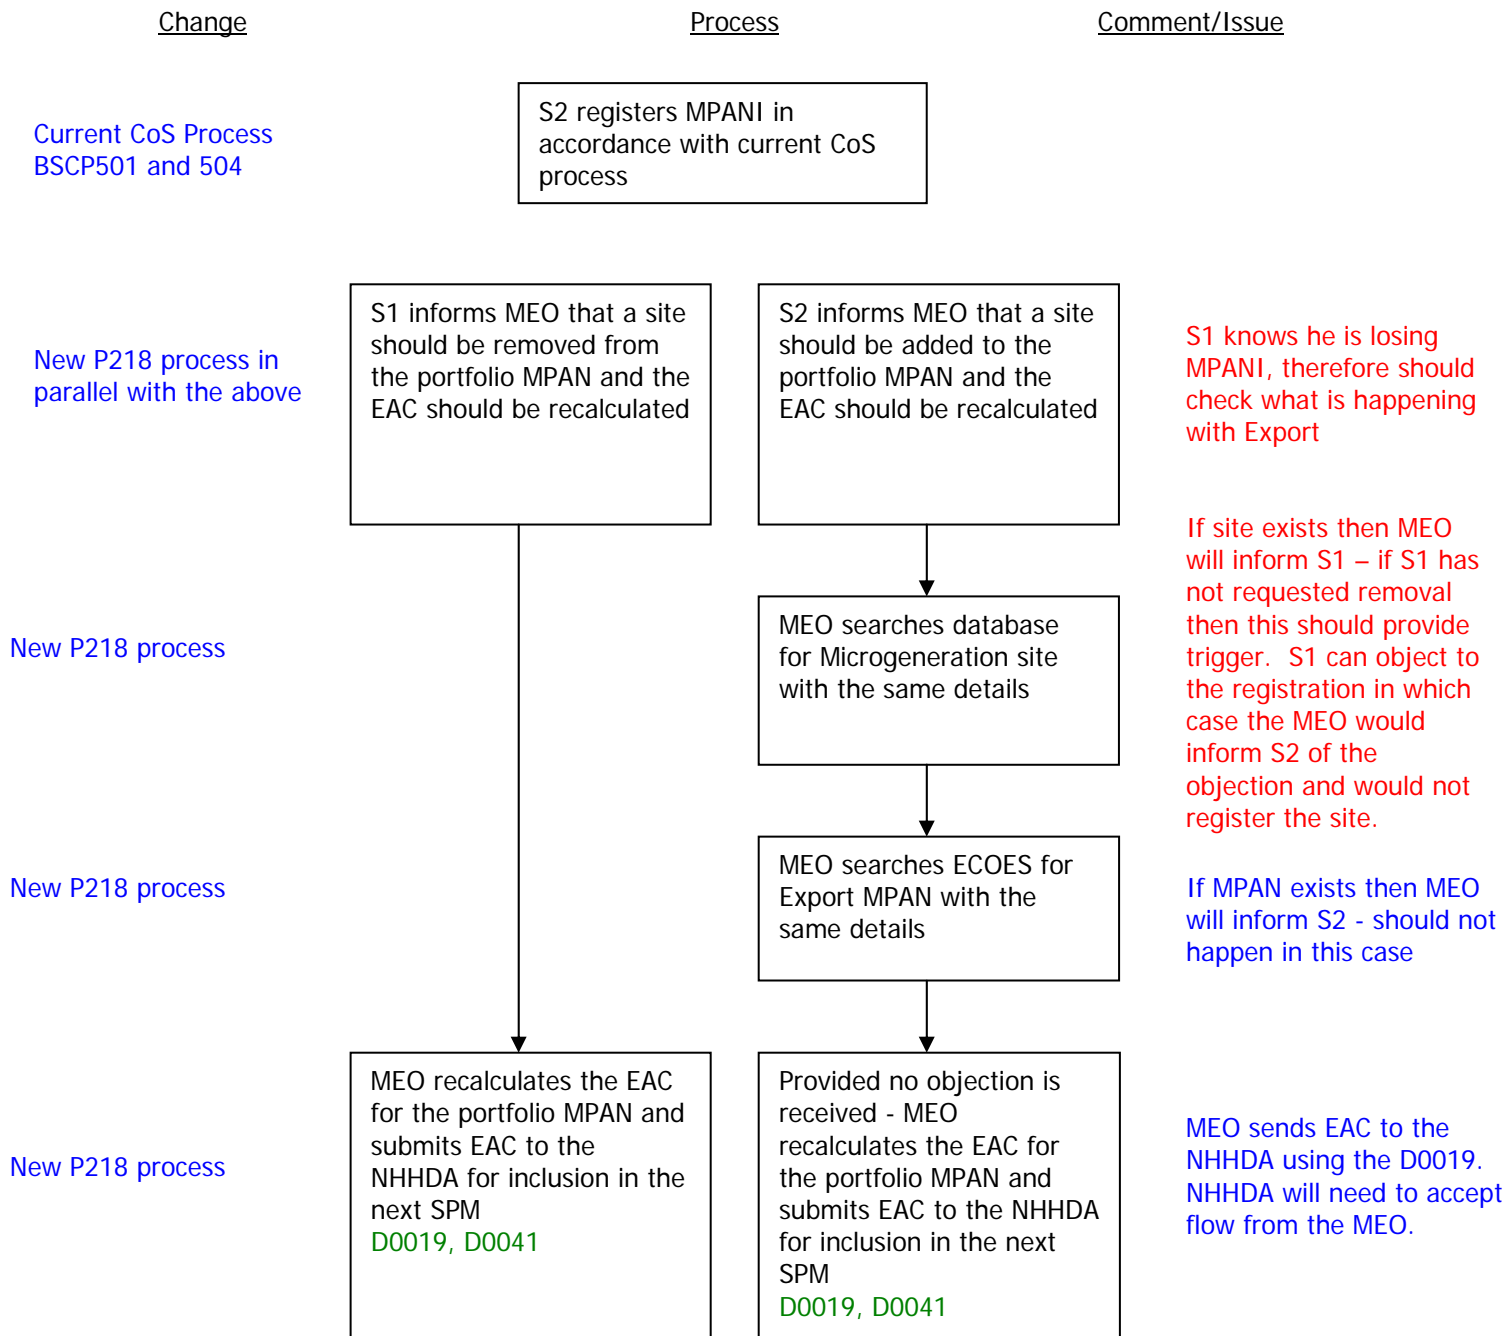 Change
Process
Comment/Issue
Current CoS Process
BSCP501 and 504
S2 registers MPANI in
accordance with current CoS
process
New P218 process in
parallel with the above
S1 informs MEO that a site
should be removed from
the portfolio MPAN and the
EAC should be recalculated
S2 informs MEO that a site
should be added to the
portfolio MPAN and the
EAC should be recalculated
S1 knows he is losing
MPANI, therefore should
check what is happening
with Export
New P218 process
MEO searches database
for Microgeneration site
with the same details
If site exists then MEO
will inform S1 – if S1 has
not requested removal
then this should provide
trigger.  S1 can object to
the registration in which
case the MEO would
inform S2 of the
objection and would not
register the site.
New P218 process
MEO searches ECOES for
Export MPAN with the
same details
If MPAN exists then MEO
will inform S2 - should not
happen in this case
New P218 process
MEO recalculates the EAC
for the portfolio MPAN and
submits EAC to the
NHHDA for inclusion in the
next SPM
D0019, D0041
Provided no objection is
received - MEO
recalculates the EAC for
the portfolio MPAN and
submits EAC to the NHHDA
for inclusion in the next
SPM
D0019, D0041
MEO sends EAC to the
NHHDA using the D0019.
NHHDA will need to accept
flow from the MEO.